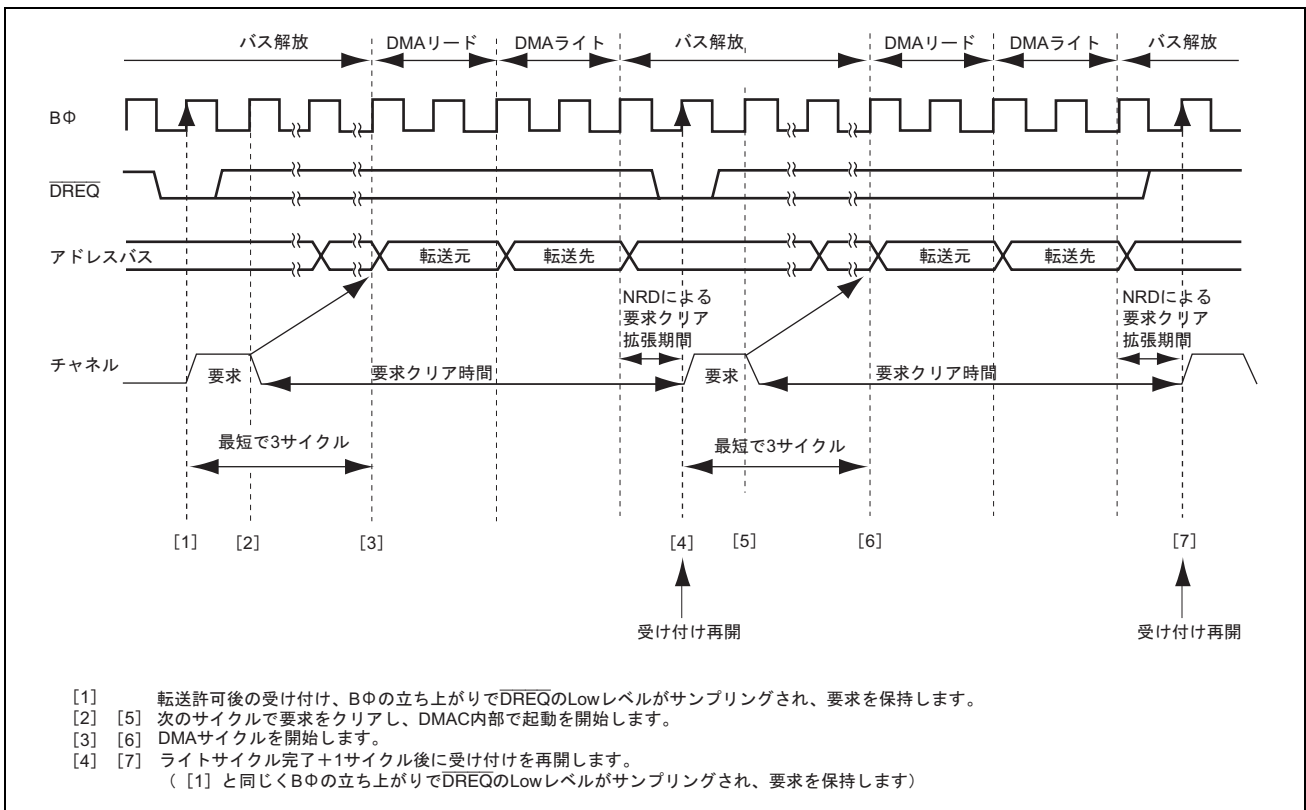 バス解放 DMAリード DMAライト バス解放 DMAリード DMAライト バス解放
BΦ
DREQ
アドレスバス 転送元 転送先 転送元 転送先
NRDによる NRDによる
要求クリア 要求クリア
拡張期間 拡張期間
チャネル 要求 要求クリア時間 要求 要求クリア時間
最短で3サイクル 最短で3サイクル
[1] [2] [3] [4] [5] [6] [7]
受け付け再開 受け付け再開
[1] 転送許可後の受け付け、BΦの立ち上がりでDREQのLowレベルがサンプリングされ、要求を保持します。
[2] [5] 次のサイクルで要求をクリアし、DMAC内部で起動を開始します。
[3] [6] DMAサイクルを開始します。
[4] [7] ライトサイクル完了+1サイクル後に受け付けを再開します。
([1]と同じくBΦの立ち上がりでDREQのLowレベルがサンプリングされ、要求を保持します)